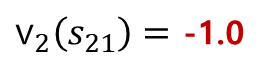 v₂(s₂₁) = -1.0